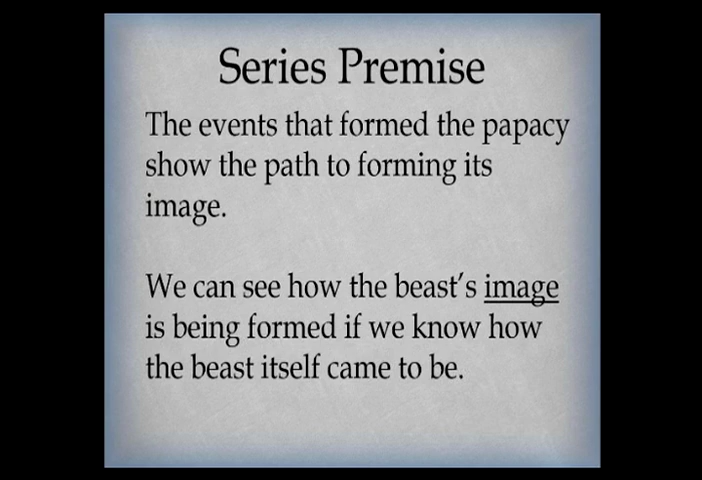 Series Premise
The events that formed the papacy
show the path to forming its
image.
We can see how the beast's image
is being formed if we know how
the beast itself came to be.